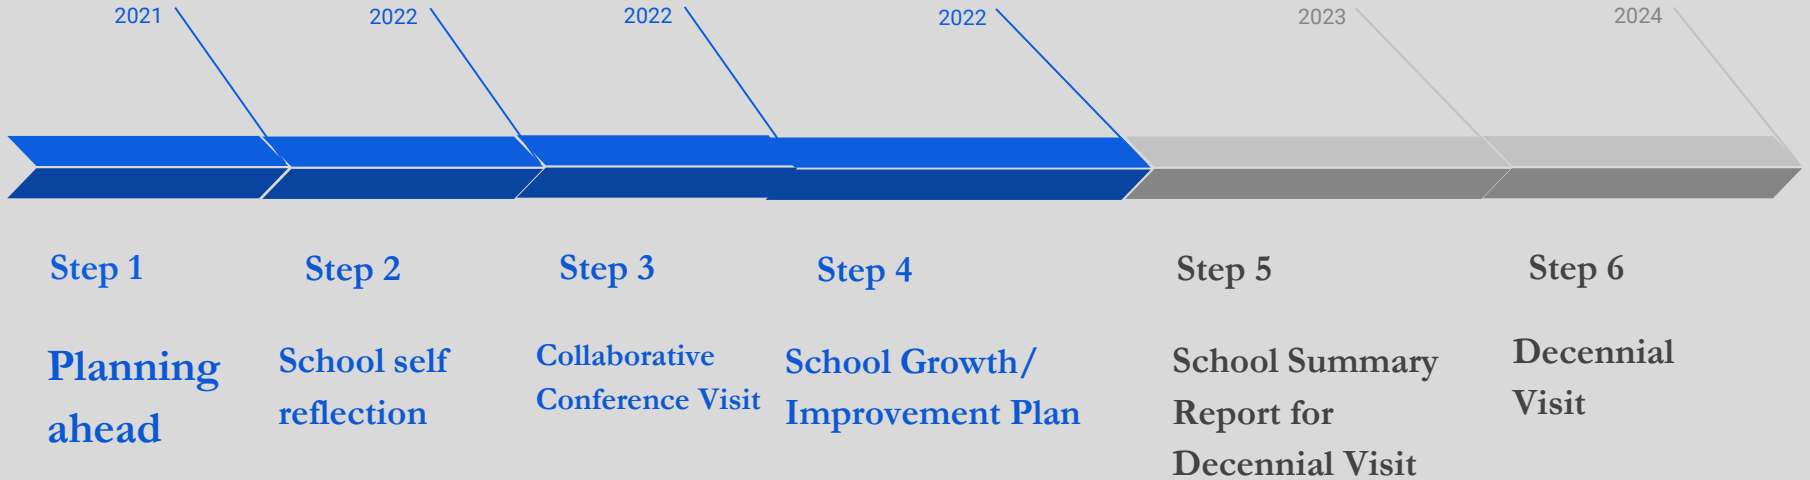 2021
2022
2022
2022
2023
2024
Step 1
Step 2
Step 3
Step 4
Step 5
Step 6
Planning
ahead
School self
reflection
Collaborative
Conference Visit
School Growth/
Improvement Plan
School Summary
Report for
Decennial Visit
Decennial
Visit